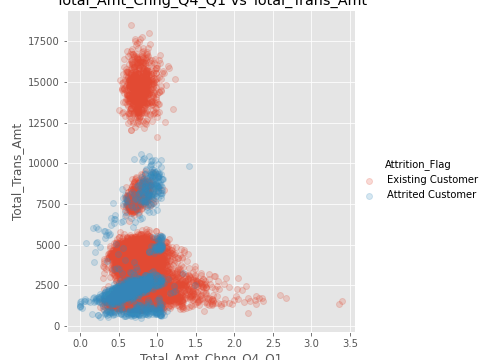 Total_Amt_Chng_Q4_Q1 vs Total_Trans_Amt
17500
15000
12500
10000
7500
5000
2500
0
Total_Trans_Amt
0.0 0.5 1.0 1.5 2.0 2.5 3.0 3.5
Total_Amt_Chng_Q4_Q1
Attrition_Flag
Existing Customer
Attrited Customer